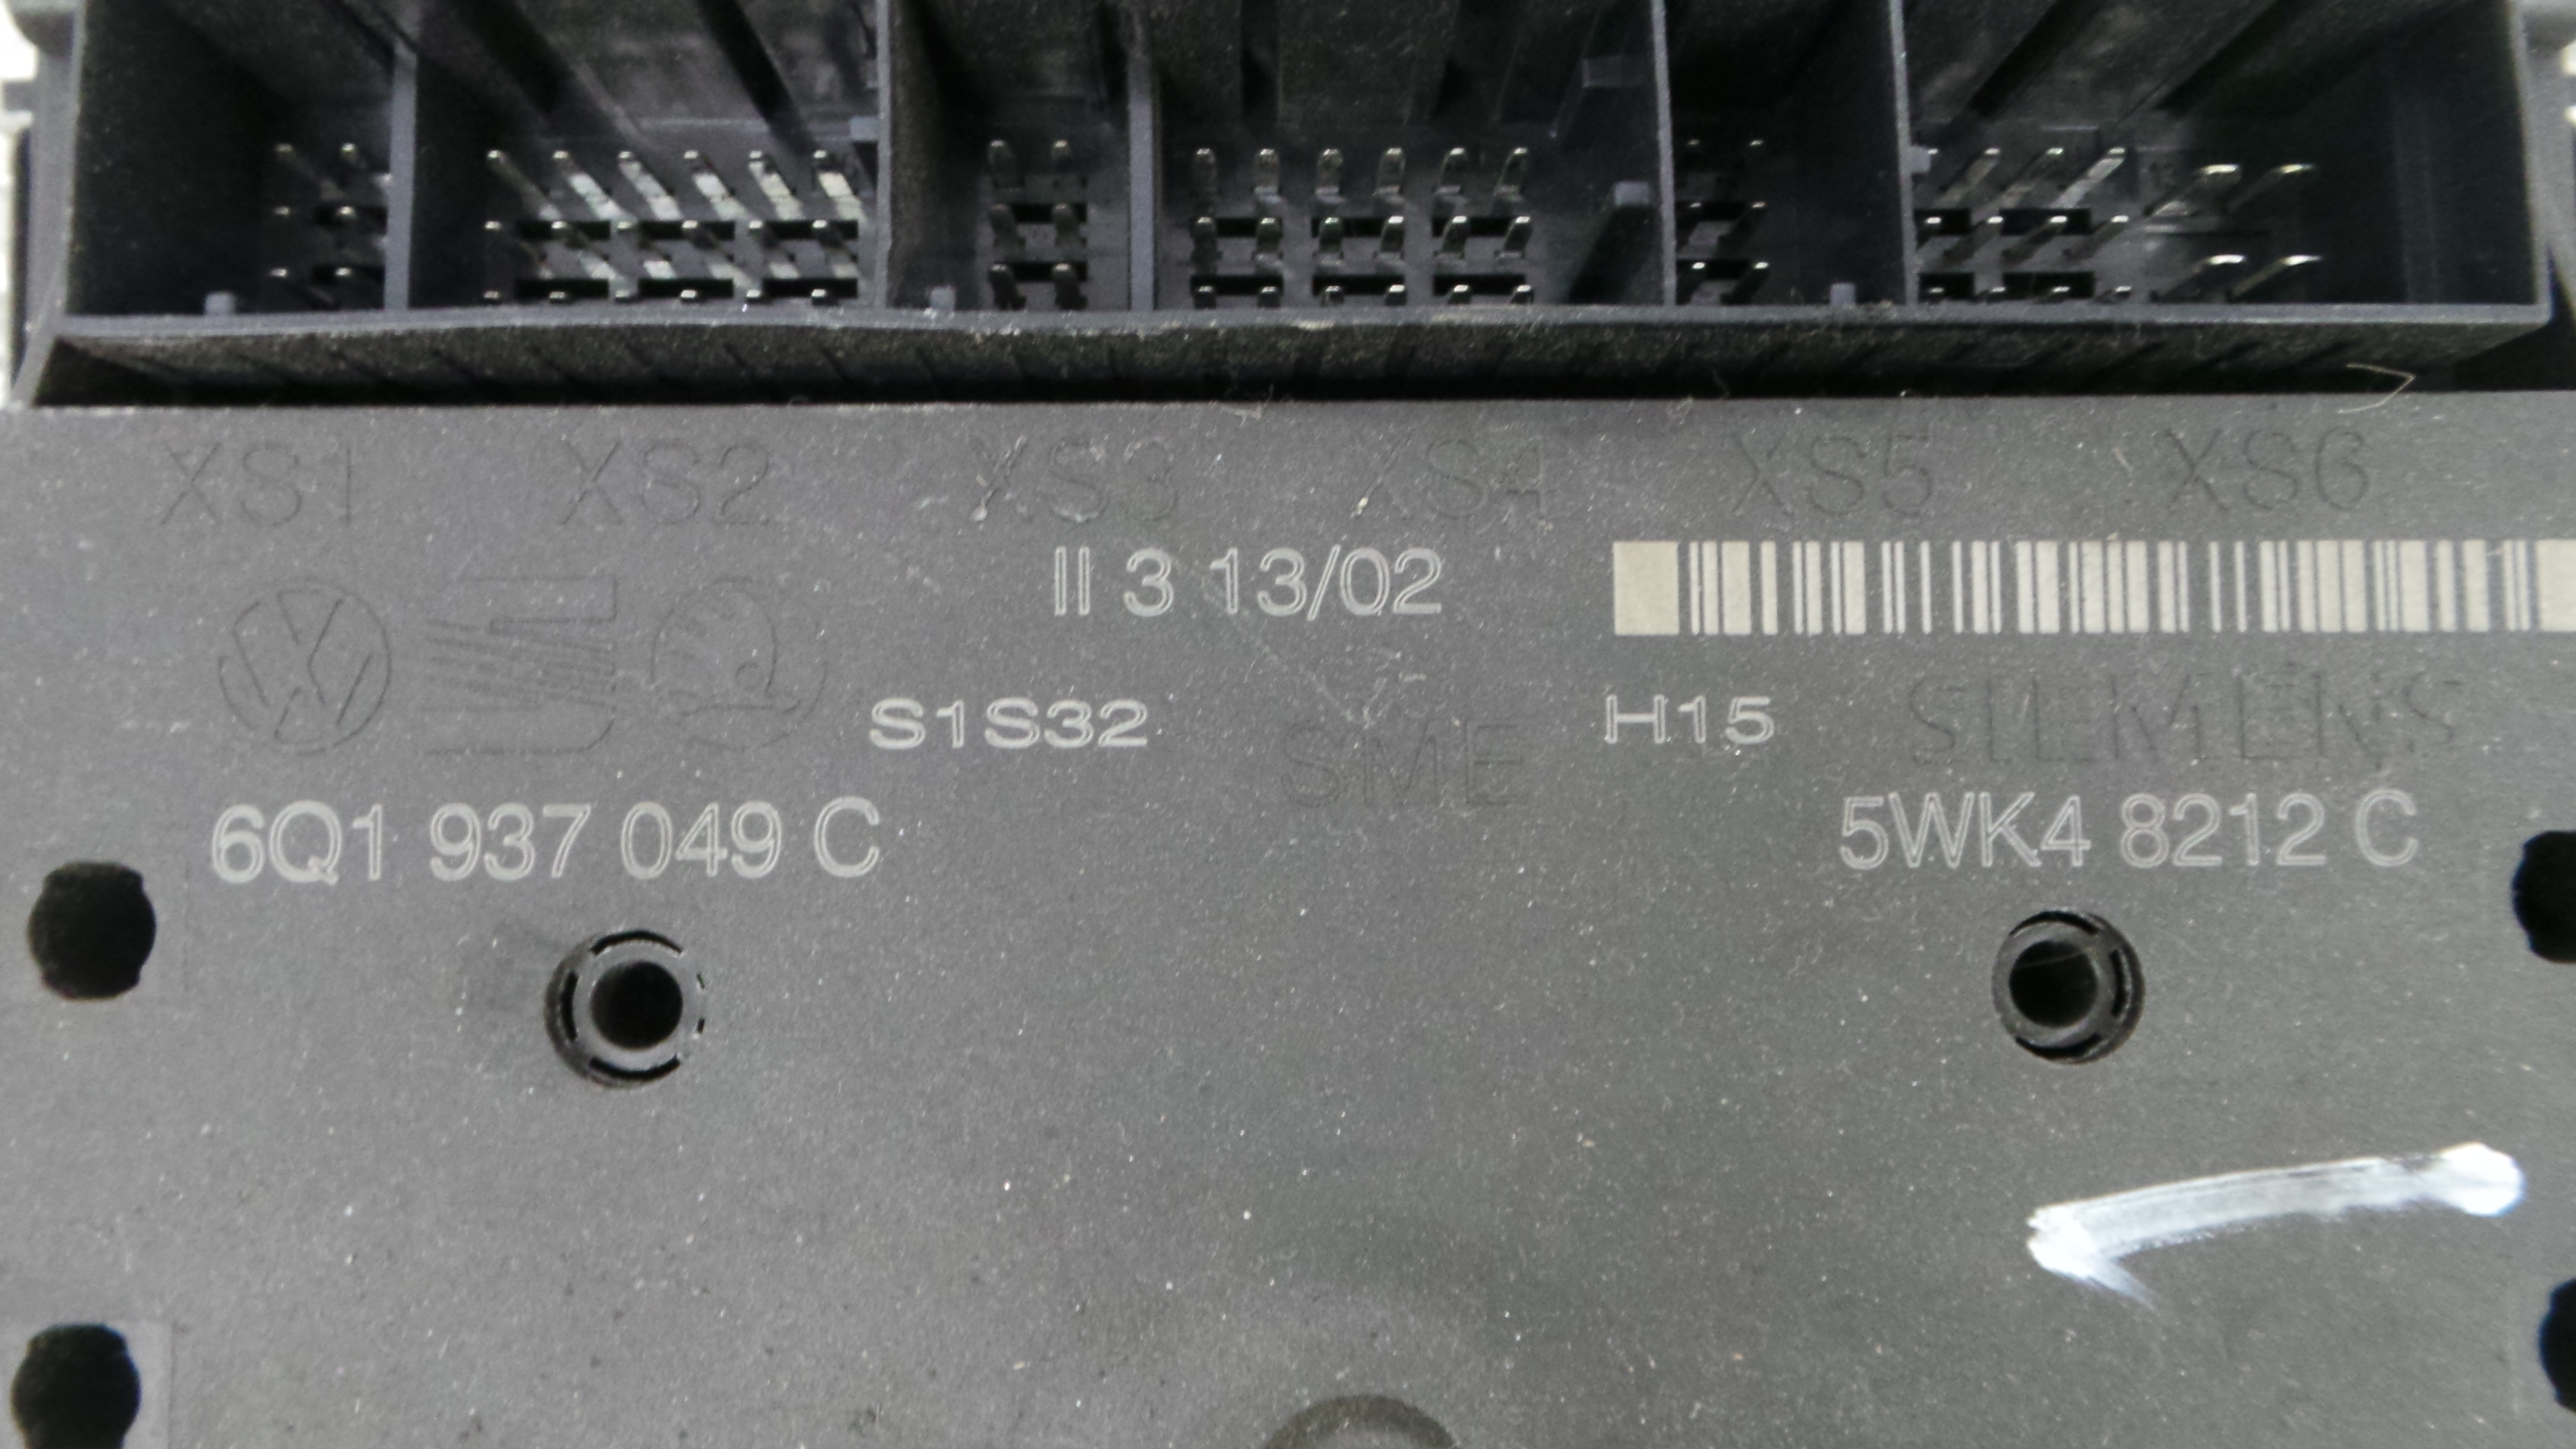 XS1 XS2 XS3 XS4 XS5 XS6
II 3 13/02
S1S32 SME H15 SIEMENS
6Q1 937 049 C 5WK4 8212 C